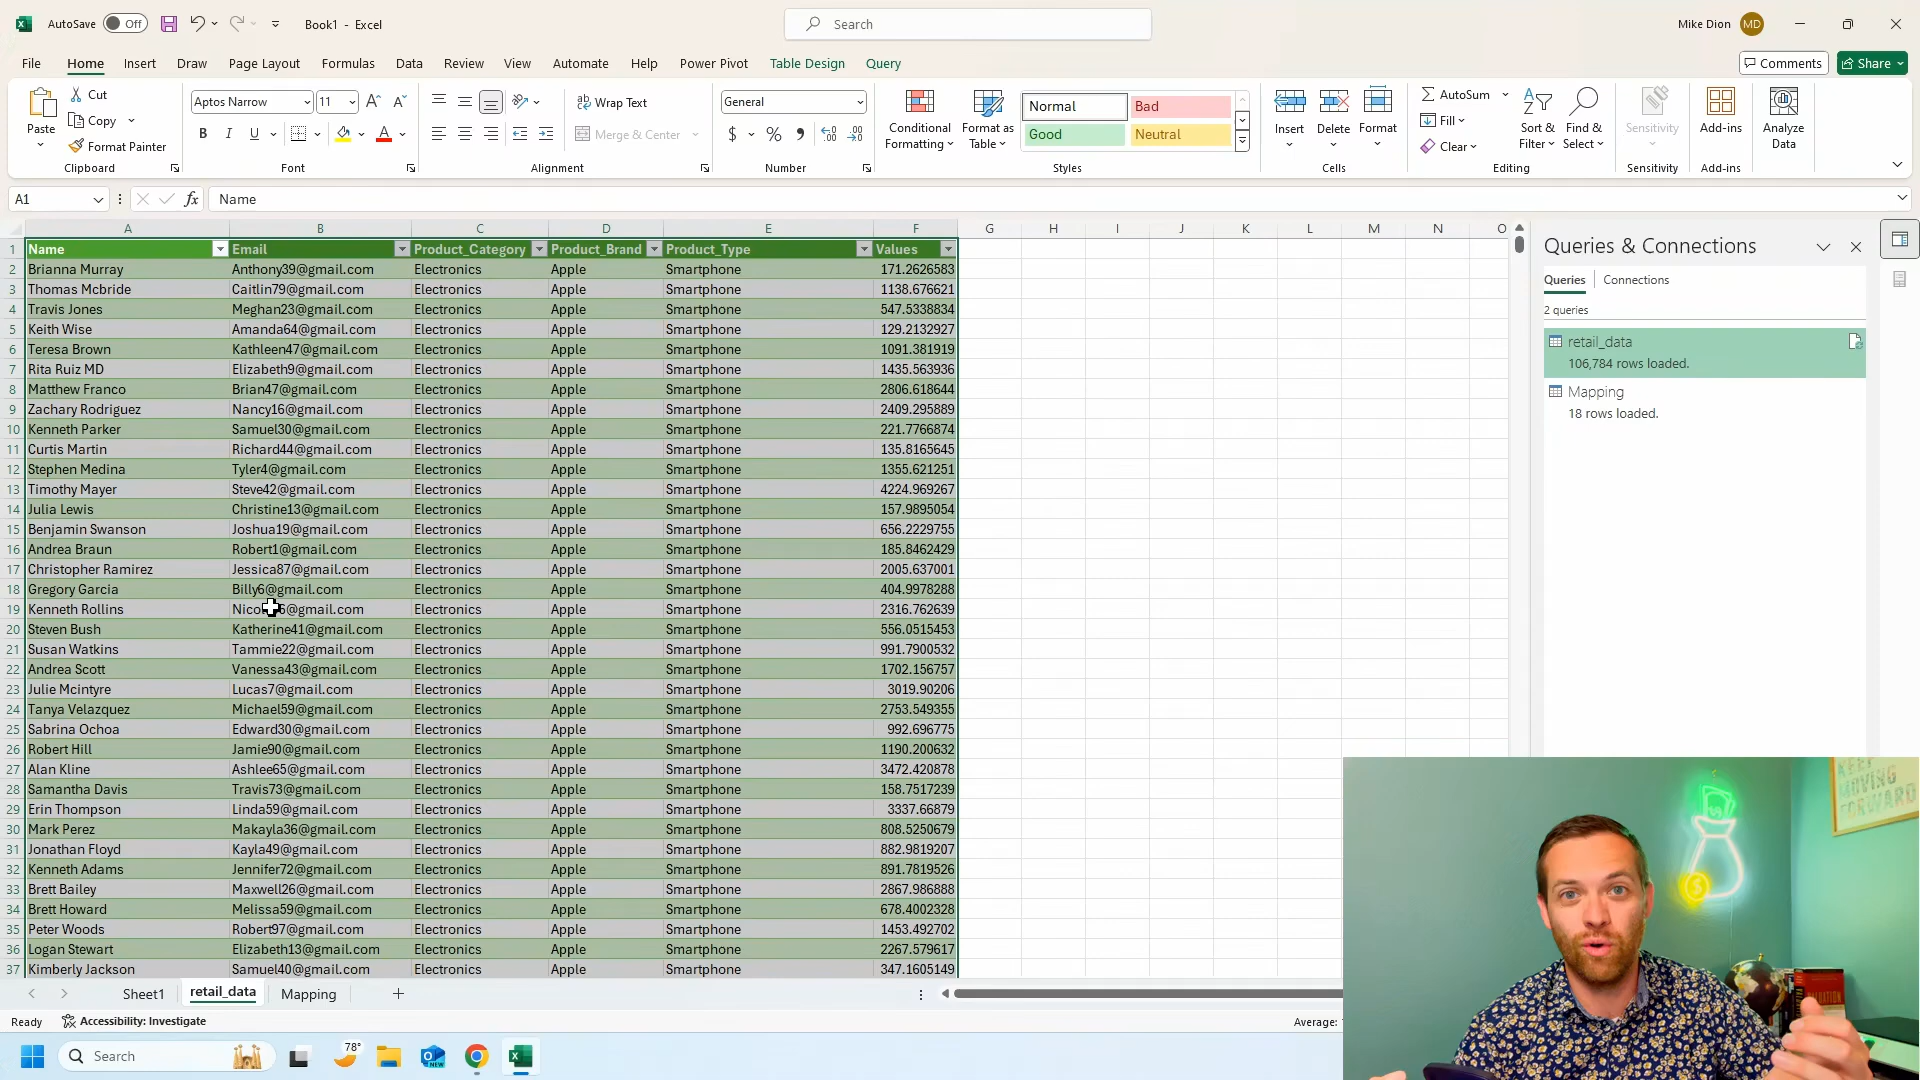 AutoSave Off Book1 - Excel Search Mike Dion MD
File Home Insert Draw Page Layout Formulas Data Review View Automate Help Power Pivot Table Design Query Comments Share
Paste Cut Copy Format Painter Clipboard
Aptos Narrow 11 B I U A Font
Wrap Text Merge & Center Alignment
General $ % Number
Conditional Formatting Format as Table Normal Bad Good Neutral Styles
Insert Delete Format Cells
AutoSum Fill Clear Sort & Filter Find & Select Editing
Sensitivity Sensitivity
Add-ins Add-ins
Analyze Data
A1 fx Name
A B C D E F G H I J K L M N O
1 Name Email Product_Category Product_Brand Product_Type Values
2 Brianna Murray Anthony39@gmail.com Electronics Apple Smartphone 171.2626583
3 Thomas Mcbride Caitlin79@gmail.com Electronics Apple Smartphone 1138.676621
4 Travis Jones Meghan23@gmail.com Electronics Apple Smartphone 547.5338834
5 Keith Wise Amanda64@gmail.com Electronics Apple Smartphone 129.2132927
6 Teresa Brown Kathleen47@gmail.com Electronics Apple Smartphone 1091.381919
7 Rita Ruiz MD Elizabeth9@gmail.com Electronics Apple Smartphone 1435.563936
8 Matthew Franco Brian47@gmail.com Electronics Apple Smartphone 2806.618644
9 Zachary Rodriguez Nancy16@gmail.com Electronics Apple Smartphone 2409.295889
10 Kenneth Parker Samuel30@gmail.com Electronics Apple Smartphone 221.7766874
11 Curtis Martin Richard44@gmail.com Electronics Apple Smartphone 135.8165645
12 Stephen Medina Tyler4@gmail.com Electronics Apple Smartphone 1355.621251
13 Timothy Mayer Steve42@gmail.com Electronics Apple Smartphone 4224.969267
14 Julia Lewis Christine13@gmail.com Electronics Apple Smartphone 157.9895054
15 Benjamin Swanson Joshua19@gmail.com Electronics Apple Smartphone 656.2229755
16 Andrea Braun Robert1@gmail.com Electronics Apple Smartphone 185.8462429
17 Christopher Ramirez Jessica87@gmail.com Electronics Apple Smartphone 2005.637001
18 Gregory Garcia Billy6@gmail.com Electronics Apple Smartphone 404.9978288
19 Kenneth Rollins Electronics Apple Smartphone 2316.762639
20 Steven Bush Katherine41@gmail.com Electronics Apple Smartphone 556.0515453
21 Susan Watkins Tammie22@gmail.com Electronics Apple Smartphone 991.7900532
22 Andrea Scott Vanessa43@gmail.com Electronics Apple Smartphone 1702.156757
23 Julie Mcintyre Lucas7@gmail.com Electronics Apple Smartphone 3019.90206
24 Tanya Velazquez Michael59@gmail.com Electronics Apple Smartphone 2753.549355
25 Sabrina Ochoa Edward30@gmail.com Electronics Apple Smartphone 992.696775
26 Robert Hill Jamie90@gmail.com Electronics Apple Smartphone 1190.200632
27 Alan Kline Ashlee65@gmail.com Electronics Apple Smartphone 3472.420878
28 Samantha Davis Travis73@gmail.com Electronics Apple Smartphone 158.7517239
29 Erin Thompson Linda59@gmail.com Electronics Apple Smartphone 3337.66879
30 Mark Perez Makayla36@gmail.com Electronics Apple Smartphone 808.5250679
31 Jonathan Floyd Kayla49@gmail.com Electronics Apple Smartphone 882.9819207
32 Kenneth Adams Jennifer72@gmail.com Electronics Apple Smartphone 891.7819526
33 Brett Bailey Maxwell26@gmail.com Electronics Apple Smartphone 2867.986888
34 Brett Howard Melissa59@gmail.com Electronics Apple Smartphone 678.4002328
35 Peter Woods Robert97@gmail.com Electronics Apple Smartphone 1453.492702
36 Logan Stewart Elizabeth13@gmail.com Electronics Apple Smartphone 2267.579617
37 Kimberly Jackson Samuel40@gmail.com Electronics Apple Smartphone 347.1605149
Queries & Connections
Queries Connections
2 queries
retail_data
106,784 rows loaded.
Mapping
18 rows loaded.
KEEP
MOVING
FORWARD
Sheet1 retail_data Mapping
Ready Accessibility: Investigate Average:
Search 78°